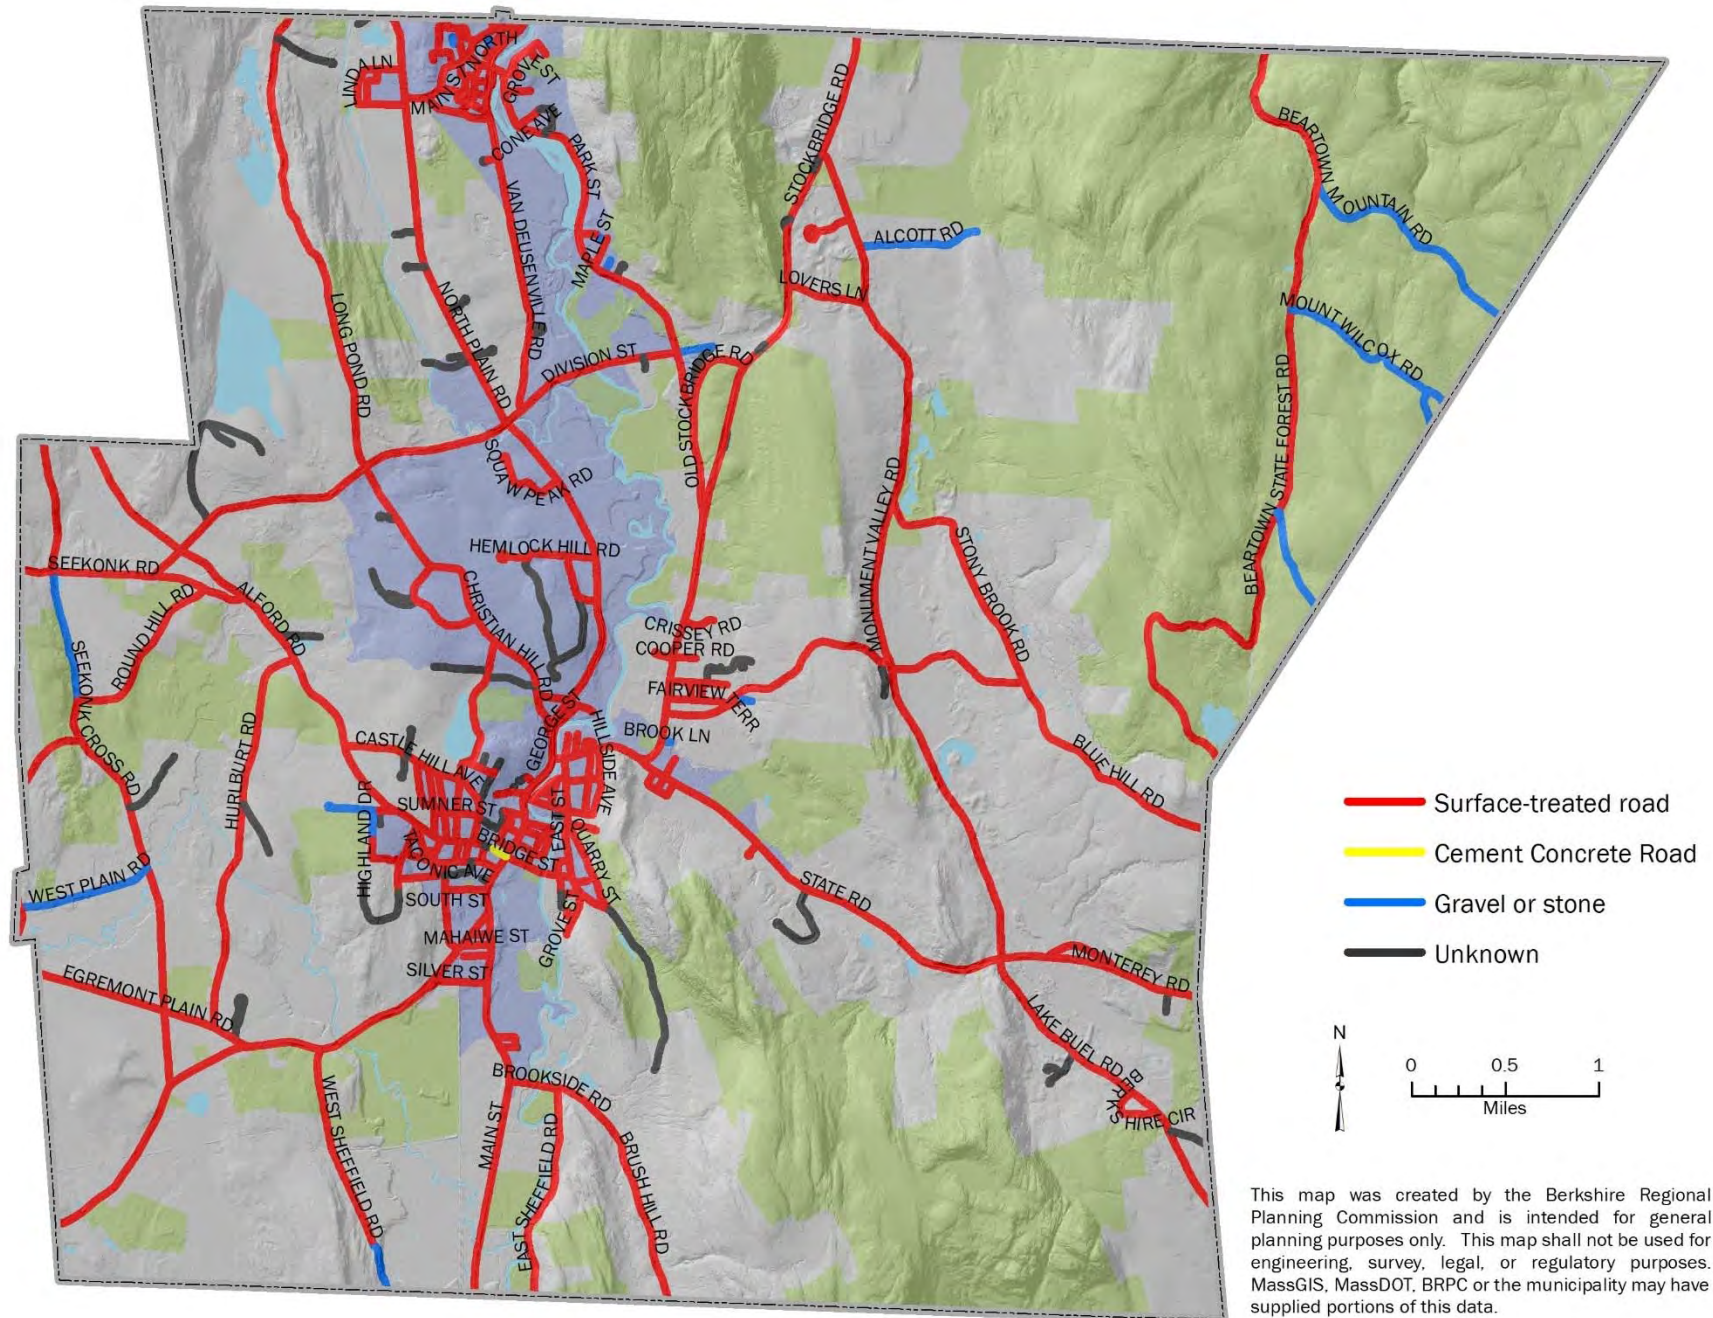 NORTH
LINDA LN
MAIN ST
GROVE ST
CONE AVE
PARK ST
STOCKBRIDGE RD
BEARTOWN MOUNTAIN RD
VAN DEUSENVILLE RD
MAPLE ST
ALCOTT RD
LOVERS LN
NORTH PLAIN RD
LONG POND RD
MOUNT WILCOX RD
DIVISION ST
OLD STOCKBRIDGE RD
BEARTOWN STATE FOREST RD
SQUAW PEAK RD
MONUMENT VALLEY RD
HEMLOCK HILL RD
STONY BROOK RD
SEEKONK RD
ALFORD RD
ROUND HILL RD
CHRISTIAN HILL RD
CRISSEY RD
COOPER RD
SEEKONK CROSS RD
FAIRVIEW TERR
BROOK LN
GEORGE ST
HILLSIDE AVE
HURLBURT RD
CASTLE HILL AVE
BLUE HILL RD
SUMNER ST
EAST ST
QUARRY ST
HIGHLAND DR
TACONIC AVE
BRIDGE ST
WEST PLAIN RD
SOUTH ST
STATE RD
GROVE ST
MAHAIWE ST
SILVER ST
MONTEREY RD
EGREMONT PLAIN RD
LAKE BUEL RD
BERKSHIRE CIR
BROOKSIDE RD
WEST SHEFFIELD RD
MAIN ST
EAST SHEFFIELD RD
BRUSH HILL RD
Surface-treated road
Cement Concrete Road
Gravel or stone
Unknown
N
0 0.5 1
Miles
This map was created by the Berkshire Regional
Planning Commission and is intended for general
planning purposes only. This map shall not be used for
engineering, survey, legal, or regulatory purposes.
MassGIS, MassDOT, BRPC or the municipality may have
supplied portions of this data.